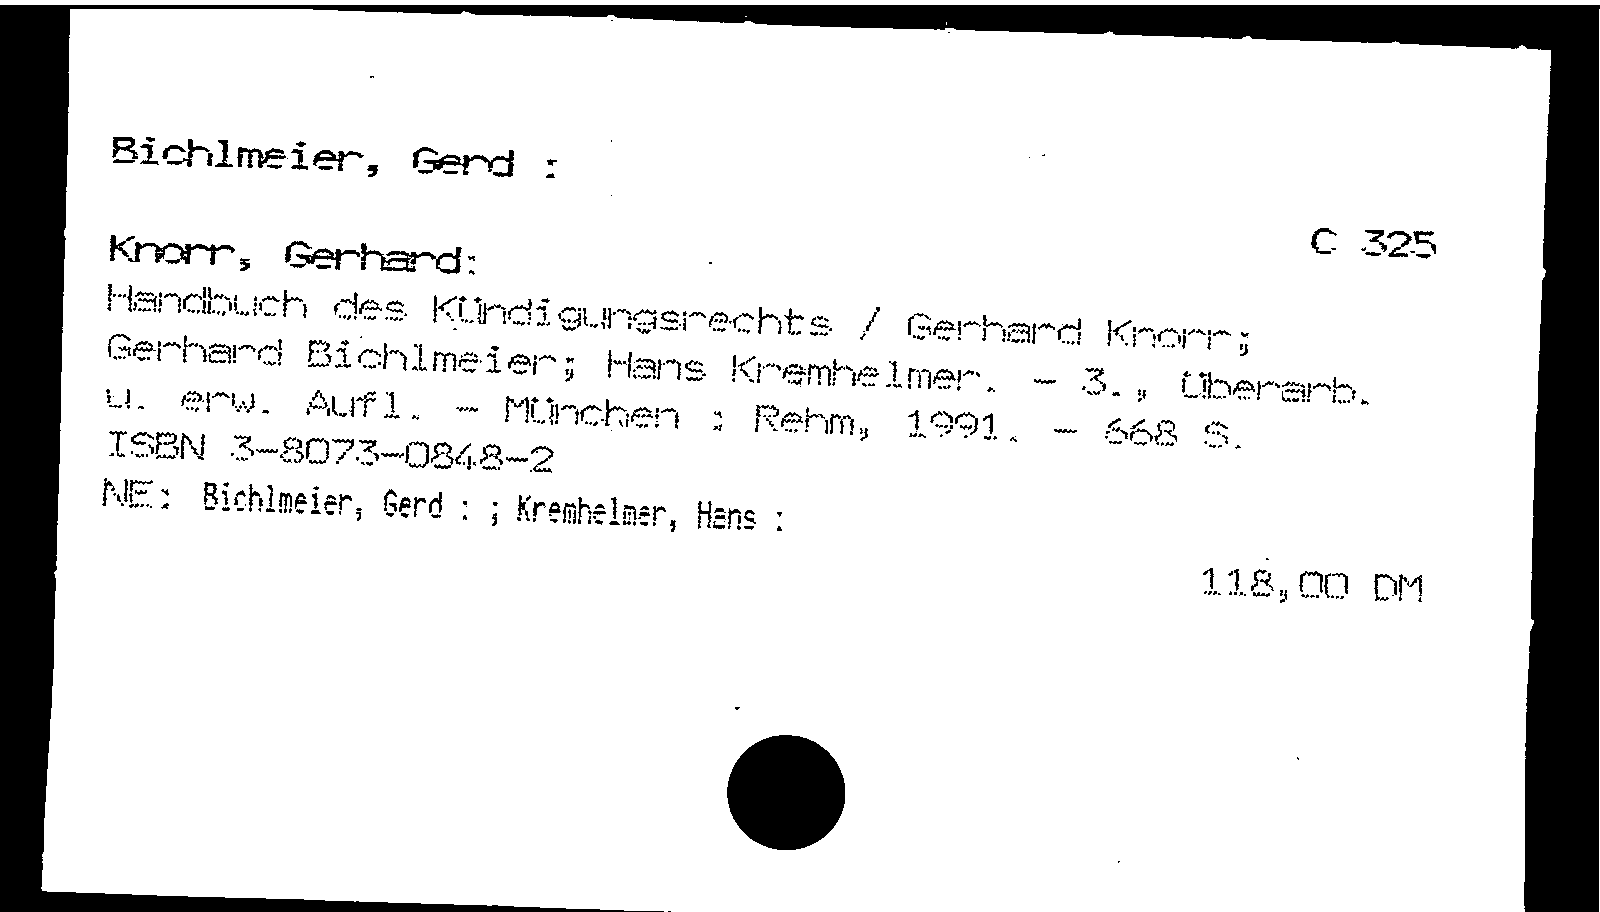 Bichlmeier, Gerd :
C 325
Knorr, Gerhard:
Handbuch des Kündigungsrechts / Gerhard Knorr;
Gerhard Bichlmeier; Hans Kremhelmer. - 3., überarb.
u. erw. Aufl. - München : Rehm, 1991. - 668 S.
ISBN 3-8073-0848-2
NE: Bichlmeier, Gerd : ; Kremhelmer, Hans :
118,00 DM